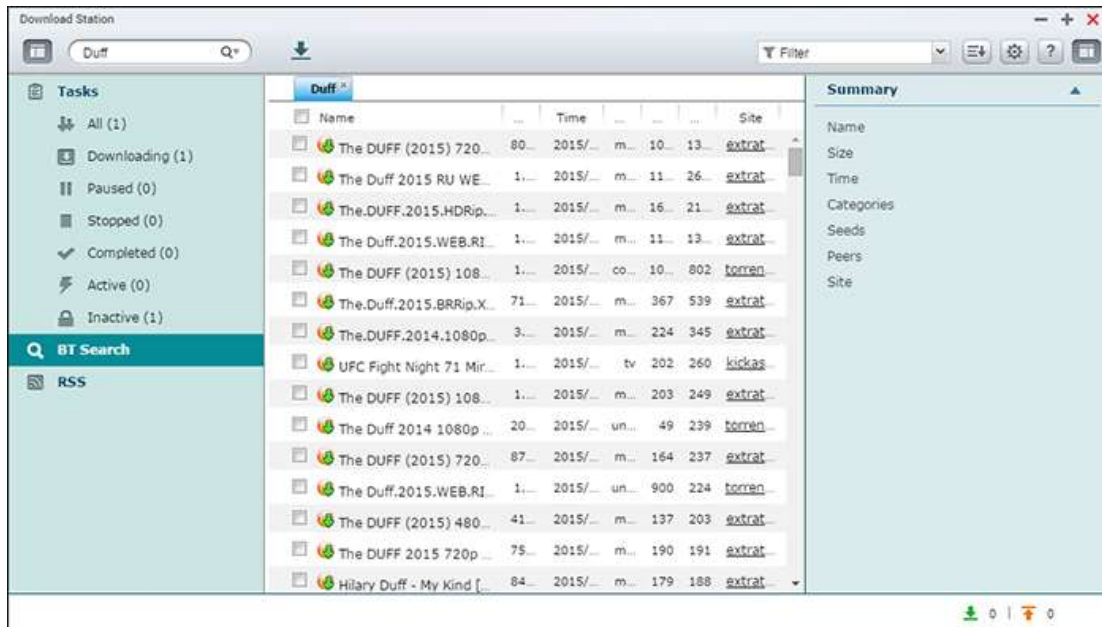 Download Station
Duff
Filter
?
Tasks
All (1)
Downloading (1)
Paused (0)
Stopped (0)
Completed (0)
Active (0)
Inactive (1)
BT Search
RSS
Duff
Name ... Time ... ... ... Site
The DUFF (2015) 720... 80... 2015/... m... 10... 13... extrat...
The Duff 2015 RU WE... 1,... 2015/... m... 11... 26... extrat...
The.DUFF.2015.HDRip.... 1,... 2015/... m... 16... 21... extrat...
The Duff.2015.WEB.RI... 1,... 2015/... m... 11... 13... extrat...
The DUFF (2015) 108... 1,... 2015/... co... 10... 802 torren...
The.Duff.2015.BRRip.X... 71... 2015/... m... 367 539 extrat...
The.DUFF.2014.1080p... 3,... 2015/... m... 224 345 extrat...
UFC Fight Night 71 Mir... 1,... 2015/... tv 202 260 kickas...
The DUFF (2015) 108... 1,... 2015/... m... 203 249 extrat...
The Duff 2014 1080p ... 20... 2015/... un... 49 239 torren...
The DUFF (2015) 720... 87... 2015/... m... 164 237 extrat...
The Duff.2015.WEB.RI... 1,... 2015/... un... 900 224 torren...
The DUFF (2015) 480... 41... 2015/... m... 137 203 extrat...
The DUFF 2015 720p ... 75... 2015/... m... 190 191 extrat...
Hilary Duff - My Kind [... 84... 2015/... m... 179 188 extrat...
Summary
Name
Size
Time
Categories
Seeds
Peers
Site
0 | 0